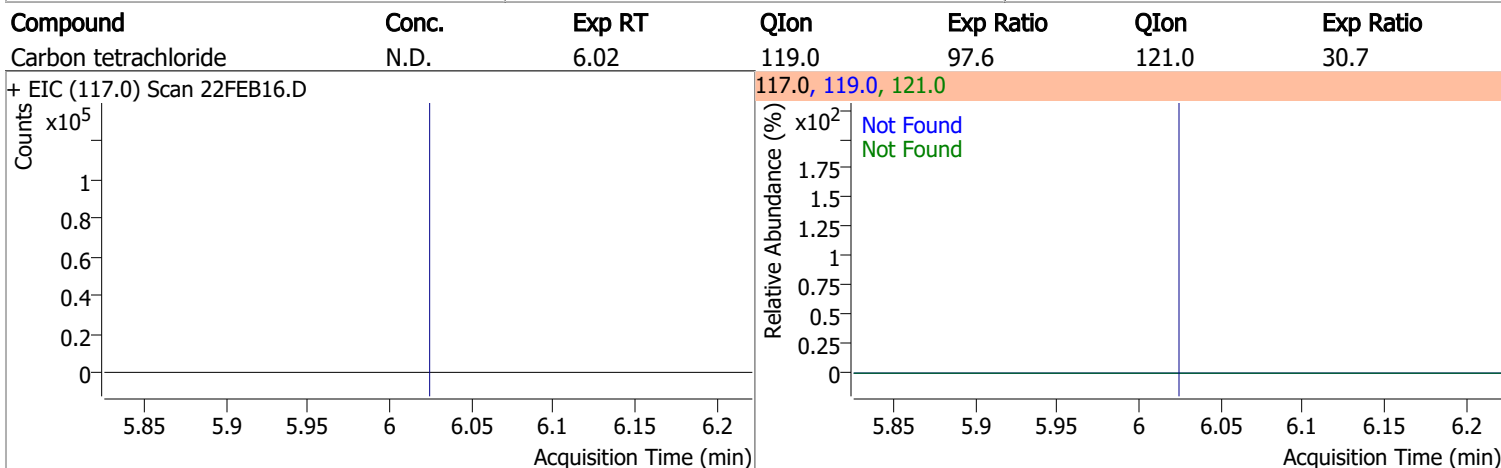 Compound Conc. Exp RT QIon Exp Ratio QIon Exp Ratio
Carbon tetrachloride N.D. 6.02 119.0 97.6 121.0 30.7
+ EIC (117.0) Scan 22FEB16.D
Counts
x10^5
1
0.8
0.6
0.4
0.2
0
5.85 5.9 5.95 6 6.05 6.1 6.15 6.2
Acquisition Time (min)
117.0, 119.0, 121.0
Relative Abundance (%)
x10^2
Not Found
Not Found
1.75
1.5
1.25
1
0.75
0.5
0.25
0
5.85 5.9 5.95 6 6.05 6.1 6.15 6.2
Acquisition Time (min)